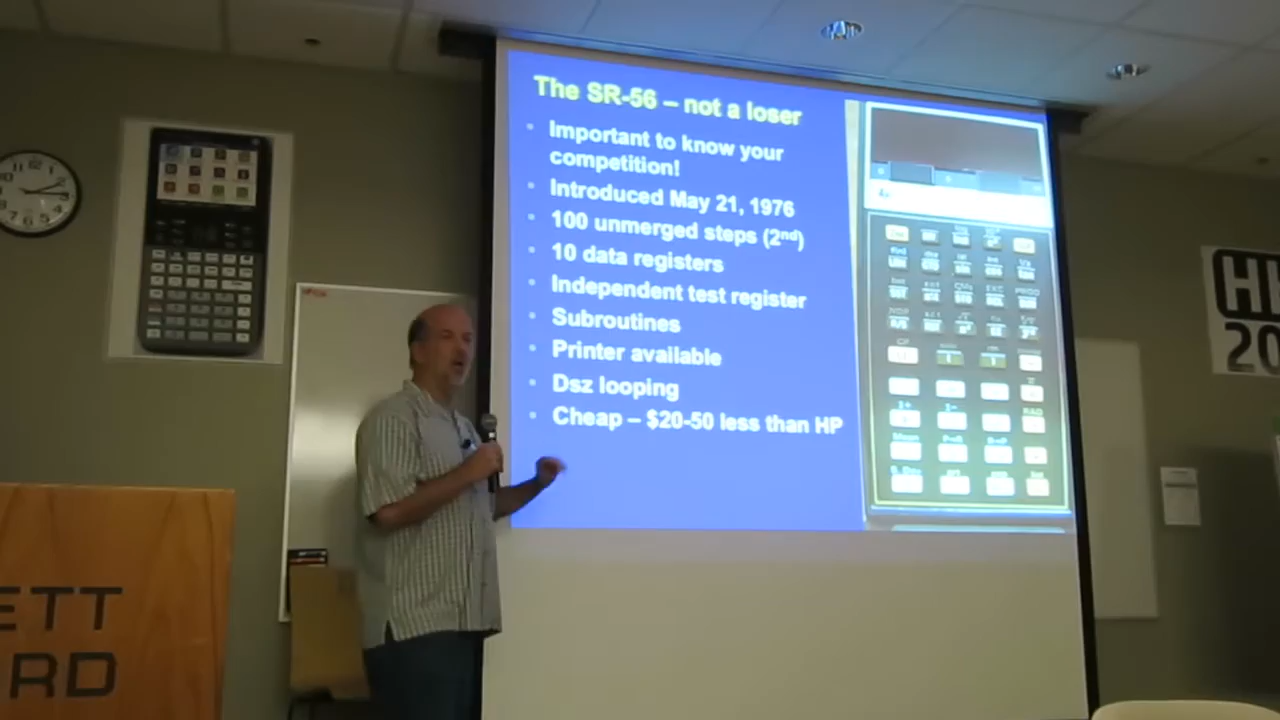 The SR-56 – not a loser
• Important to know your
competition!
• Introduced May 21, 1976
• 100 unmerged steps (2nd)
• 10 data registers
• Independent test register
• Subroutines
• Printer available
• Dsz looping
• Cheap – $20-50 less than HP
ETT
RD
20